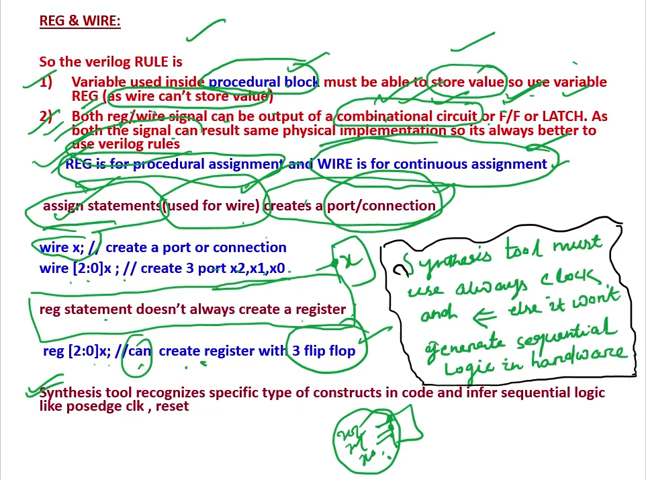 REG & WIRE:
So the verilog RULE is
1) Variable used inside procedural block must be able to store value so use variable
REG (as wire can't store value)
2) Both reg/wire signal can be output of a combinational circuit or F/F or LATCH. As
both the signal can result same physical implementation so its always better to
use verilog rules
REG is for procedural assignment and WIRE is for continuous assignment
assign statements(used for wire) creates a port/connection
wire x; // create a port or connection
wire [2:0]x ; // create 3 port x2,x1,x0
x
reg statement doesn't always create a register
reg [2:0]x; //can create register with 3 flip flop
Synthesis tool must
use always clock
and ⇐ else it won't
generate sequential
Logic in hardware
Synthesis tool recognizes specific type of constructs in code and infer sequential logic
like posedge clk , reset